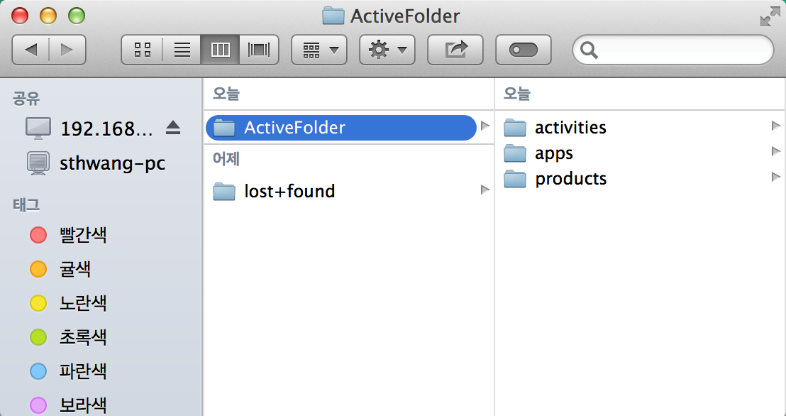 ActiveFolder
공유
192.168...
sthwang-pc
태그
빨간색
귤색
노란색
초록색
파란색
보라색
오늘
ActiveFolder
어제
lost+found
오늘
activities
apps
products